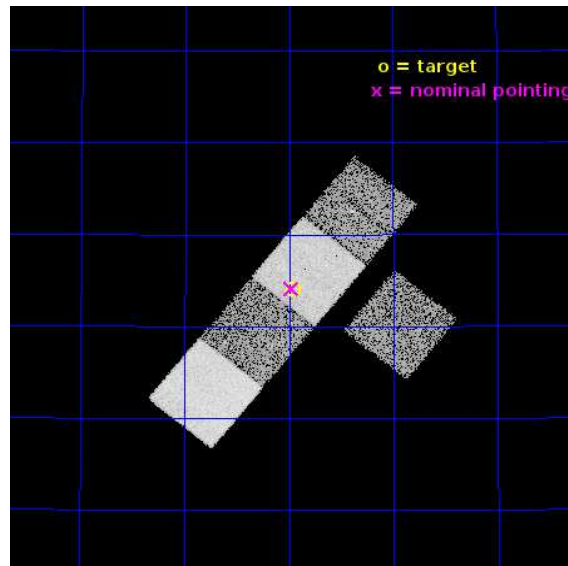 o = target
x = nominal pointing